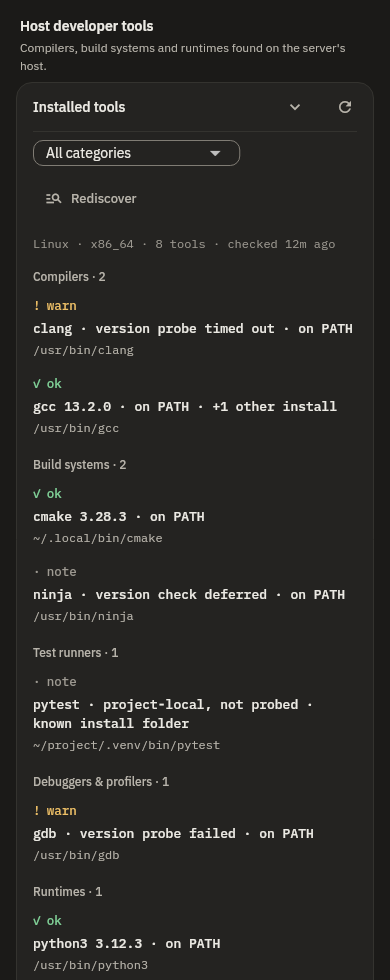 Host developer tools
Compilers, build systems and runtimes found on the server's
host.
Installed tools
All categories
Rediscover
Linux · x86_64 · 8 tools · checked 12m ago
Compilers · 2
! warn
clang · version probe timed out · on PATH
/usr/bin/clang
✓ ok
gcc 13.2.0 · on PATH · +1 other install
/usr/bin/gcc
Build systems · 2
✓ ok
cmake 3.28.3 · on PATH
~/.local/bin/cmake
· note
ninja · version check deferred · on PATH
/usr/bin/ninja
Test runners · 1
· note
pytest · project-local, not probed ·
known install folder
~/project/.venv/bin/pytest
Debuggers & profilers · 1
! warn
gdb · version probe failed · on PATH
/usr/bin/gdb
Runtimes · 1
✓ ok
python3 3.12.3 · on PATH
/usr/bin/python3